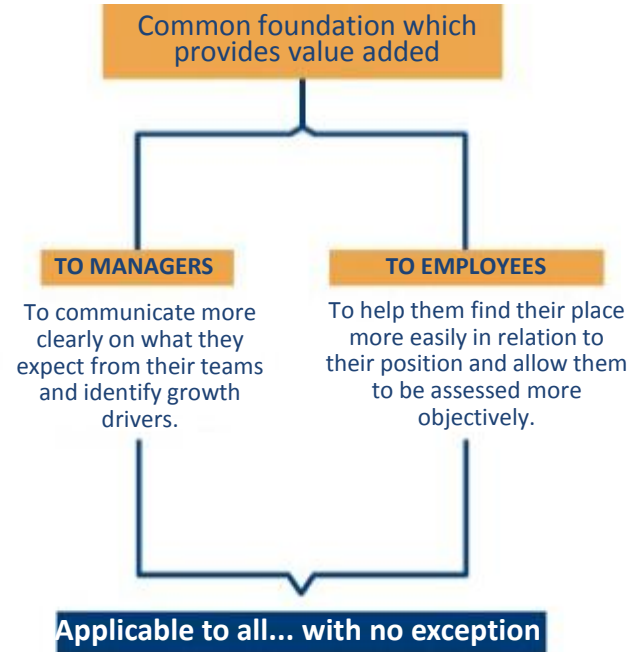 Common foundation which
provides value added
TO MANAGERS
To communicate more
clearly on what they
expect from their teams
and identify growth
drivers.
TO EMPLOYEES
To help them find their place
more easily in relation to
their position and allow them
to be assessed more
objectively.
Applicable to all... with no exception